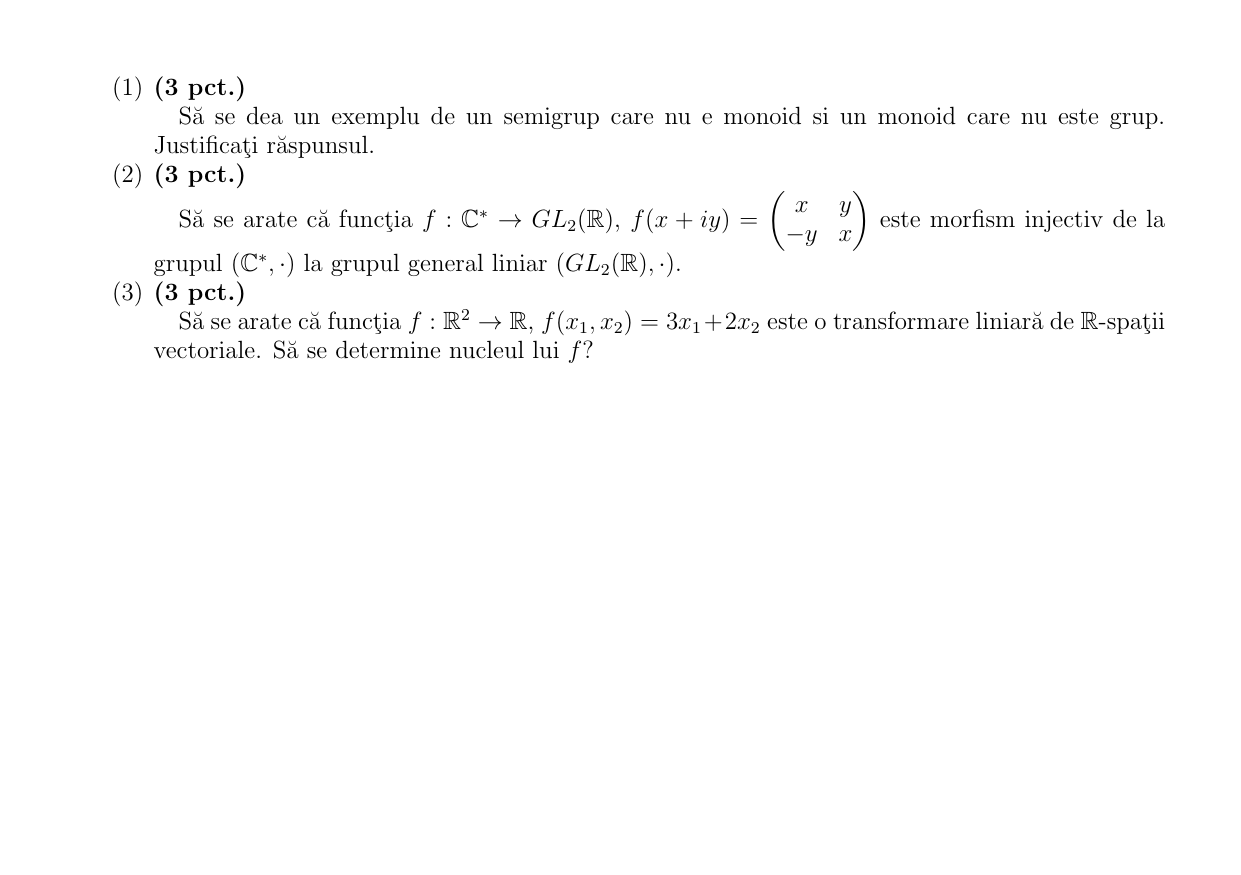 (1) (3 pct.)
Să se dea un exemplu de un semigrup care nu e monoid si un monoid care nu este grup.
Justificaţi răspunsul.
(2) (3 pct.)
Să se arate că funcţia $f : \mathbb{C}^* \to GL_2(\mathbb{R})$, $f(x + iy) = \begin{pmatrix} x & y \\ -y & x \end{pmatrix}$ este morfism injectiv de la
grupul $(\mathbb{C}^*, \cdot)$ la grupul general liniar $(GL_2(\mathbb{R}), \cdot)$.
(3) (3 pct.)
Să se arate că funcţia $f : \mathbb{R}^2 \to \mathbb{R}$, $f(x_1, x_2) = 3x_1 + 2x_2$ este o transformare liniară de $\mathbb{R}$-spaţii
vectoriale. Să se determine nucleul lui $f$?